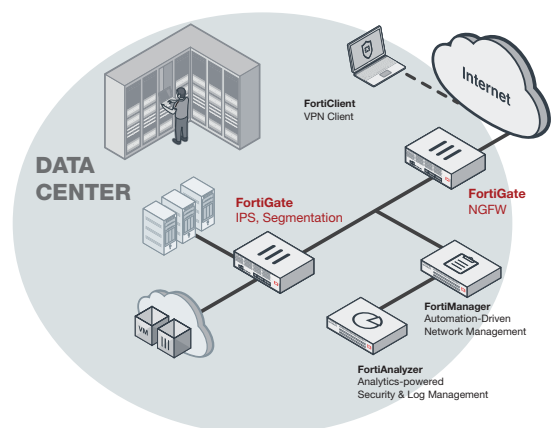 Internet
FortiClient
VPN Client
DATA
CENTER
FortiGate
IPS, Segmentation
FortiGate
NGFW
VM
FortiManager
Automation-Driven
Network Management
FortiAnalyzer
Analytics-powered
Security & Log Management